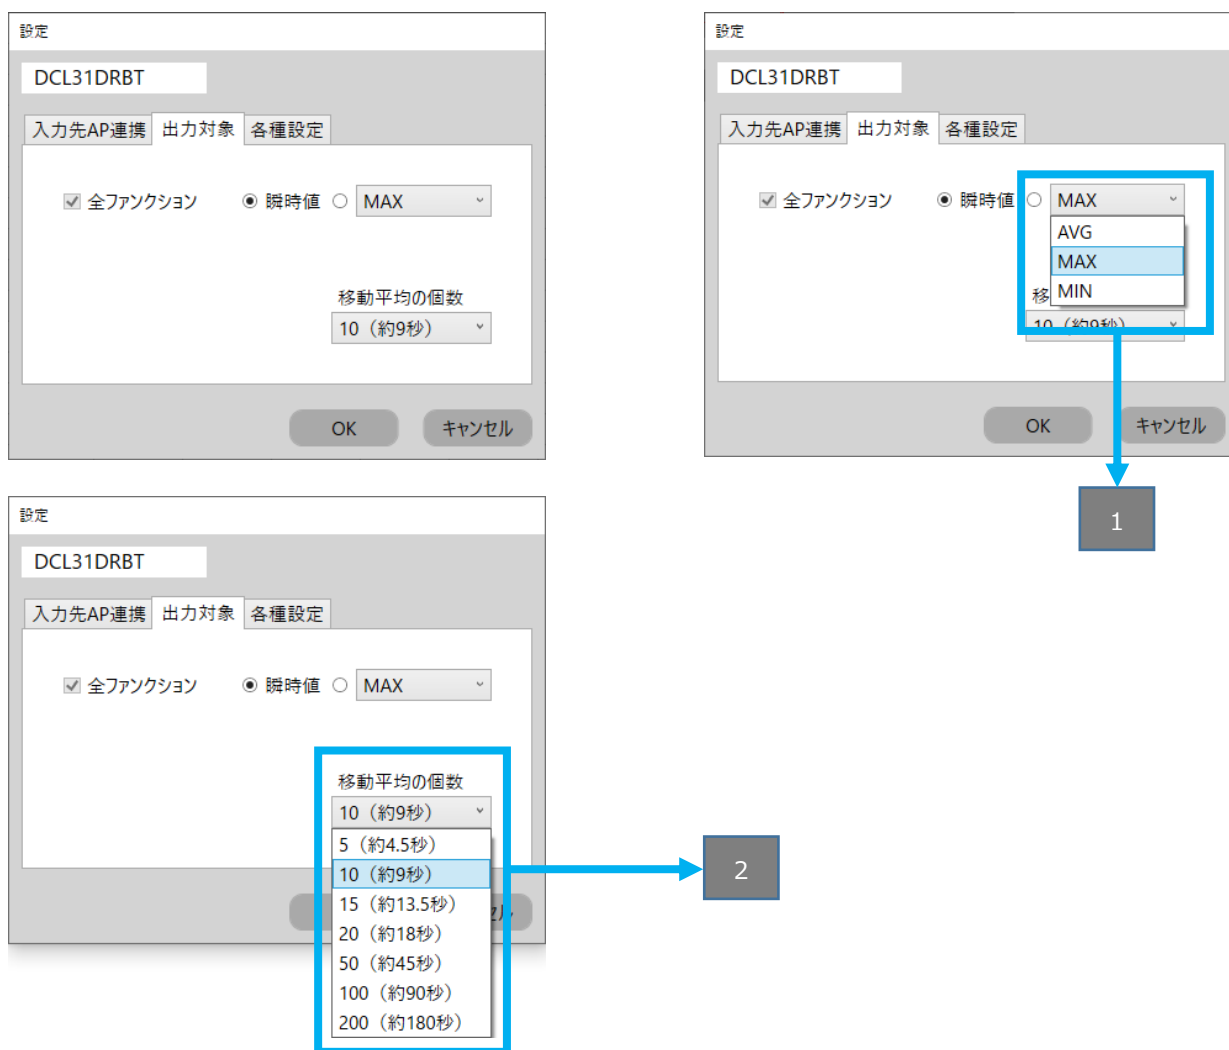 設定
DCL31DRBT
入力先AP連携 出力対象 各種設定
全ファンクション 瞬時値 MAX
移動平均の個数
10（約9秒）
OK キャンセル
設定
DCL31DRBT
入力先AP連携 出力対象 各種設定
全ファンクション 瞬時値 MAX
AVG
MAX
移 MIN
10（約9秒）
OK キャンセル
1
設定
DCL31DRBT
入力先AP連携 出力対象 各種設定
全ファンクション 瞬時値 MAX
移動平均の個数
10（約9秒）
5（約4.5秒）
10（約9秒）
15（約13.5秒）
20（約18秒）
50（約45秒）
100（約90秒）
200（約180秒）
2